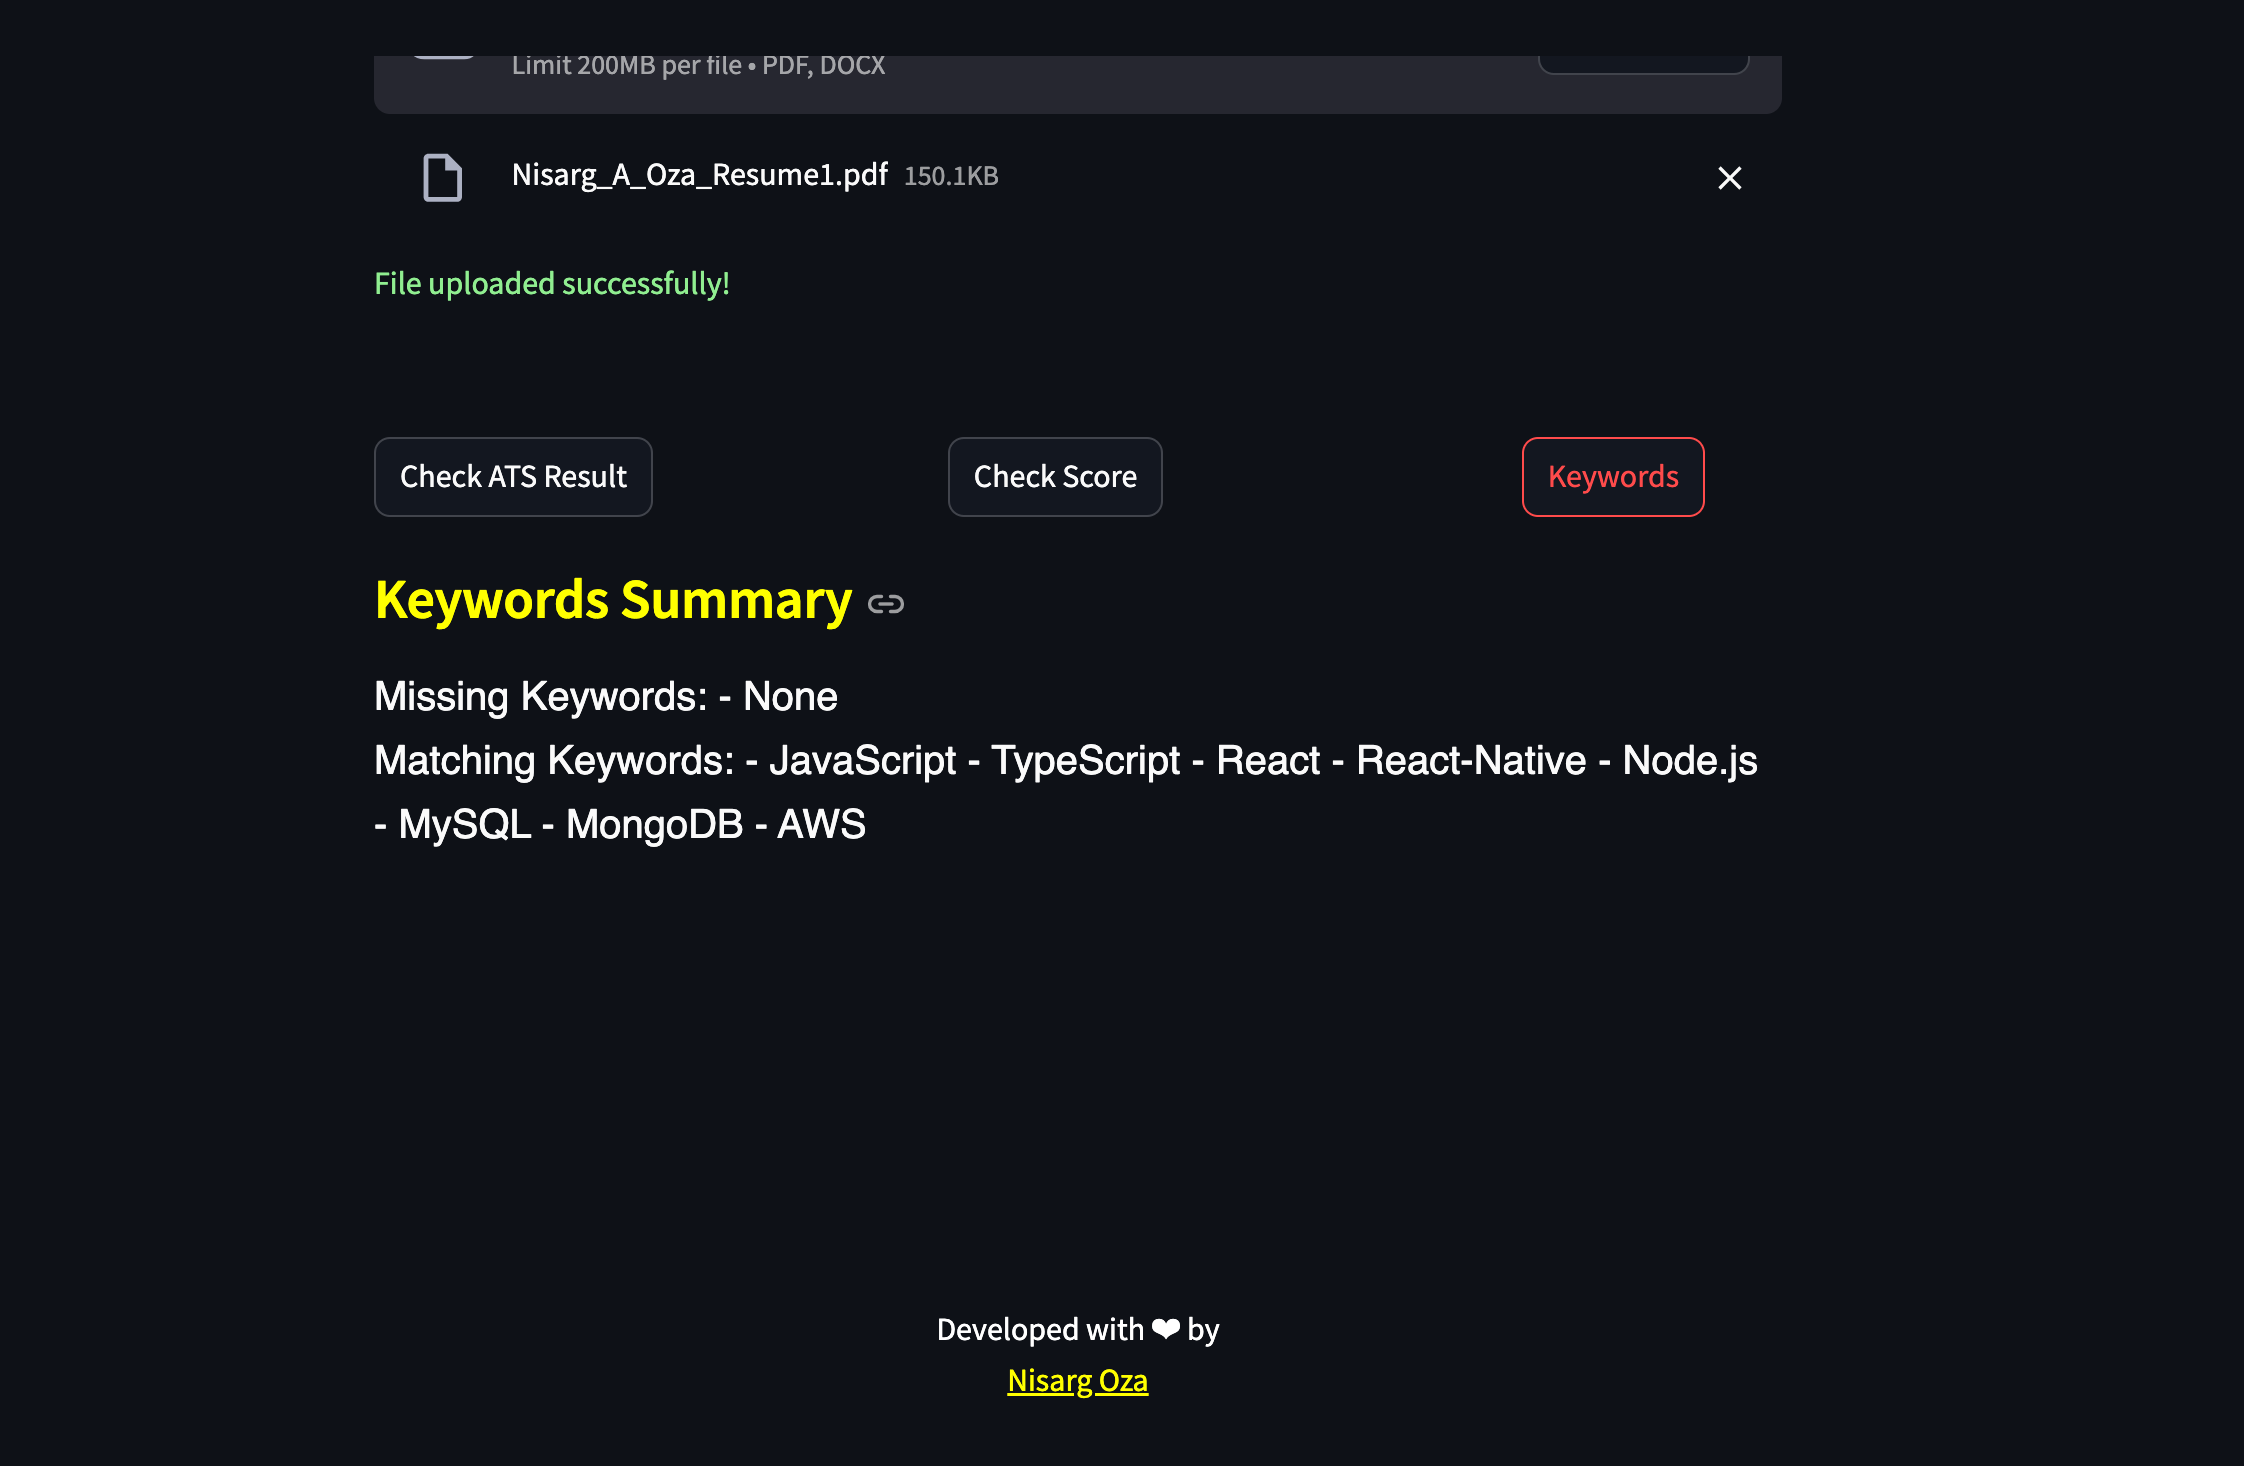 Limit 200MB per file • PDF, DOCX
Nisarg_A_Oza_Resume1.pdf 150.1KB
File uploaded successfully!
Check ATS Result
Check Score
Keywords
Keywords Summary
Missing Keywords: - None
Matching Keywords: - JavaScript - TypeScript - React - React-Native - Node.js
- MySQL - MongoDB - AWS
Developed with ❤ by
Nisarg Oza